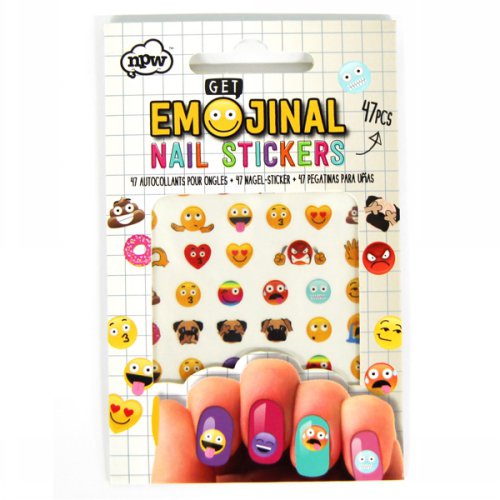 npw
GET
EMOJINAL
NAIL STICKERS
47PCS
47 AUTOCOLLANTS POUR ONGLES + 47 NAGEL-STICKER + 47 PEGATINAS PARA UÑAS